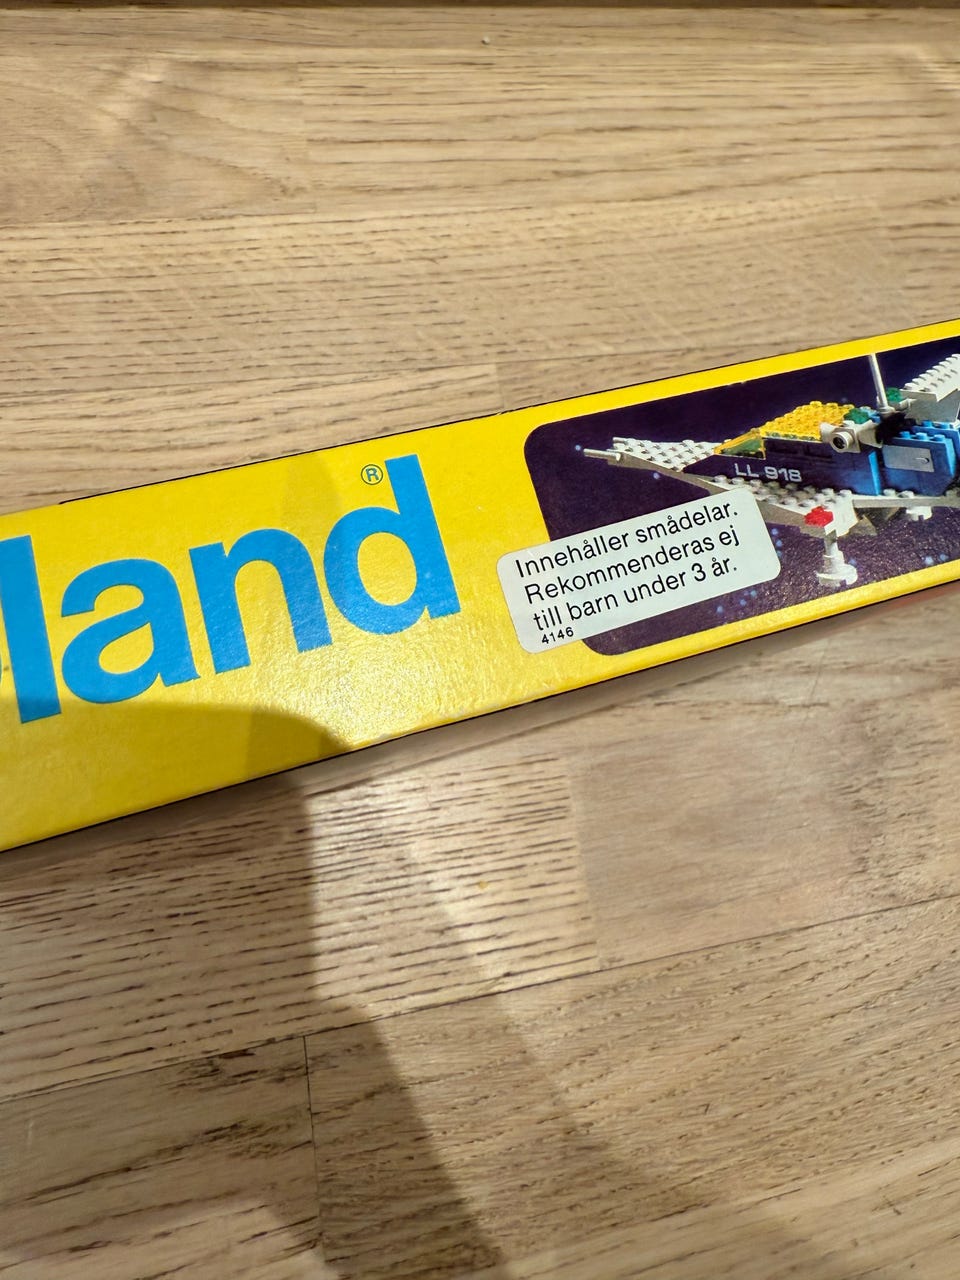 land®
LL 918
Innehåller smådelar.
Rekommenderas ej
till barn under 3 år.
4146